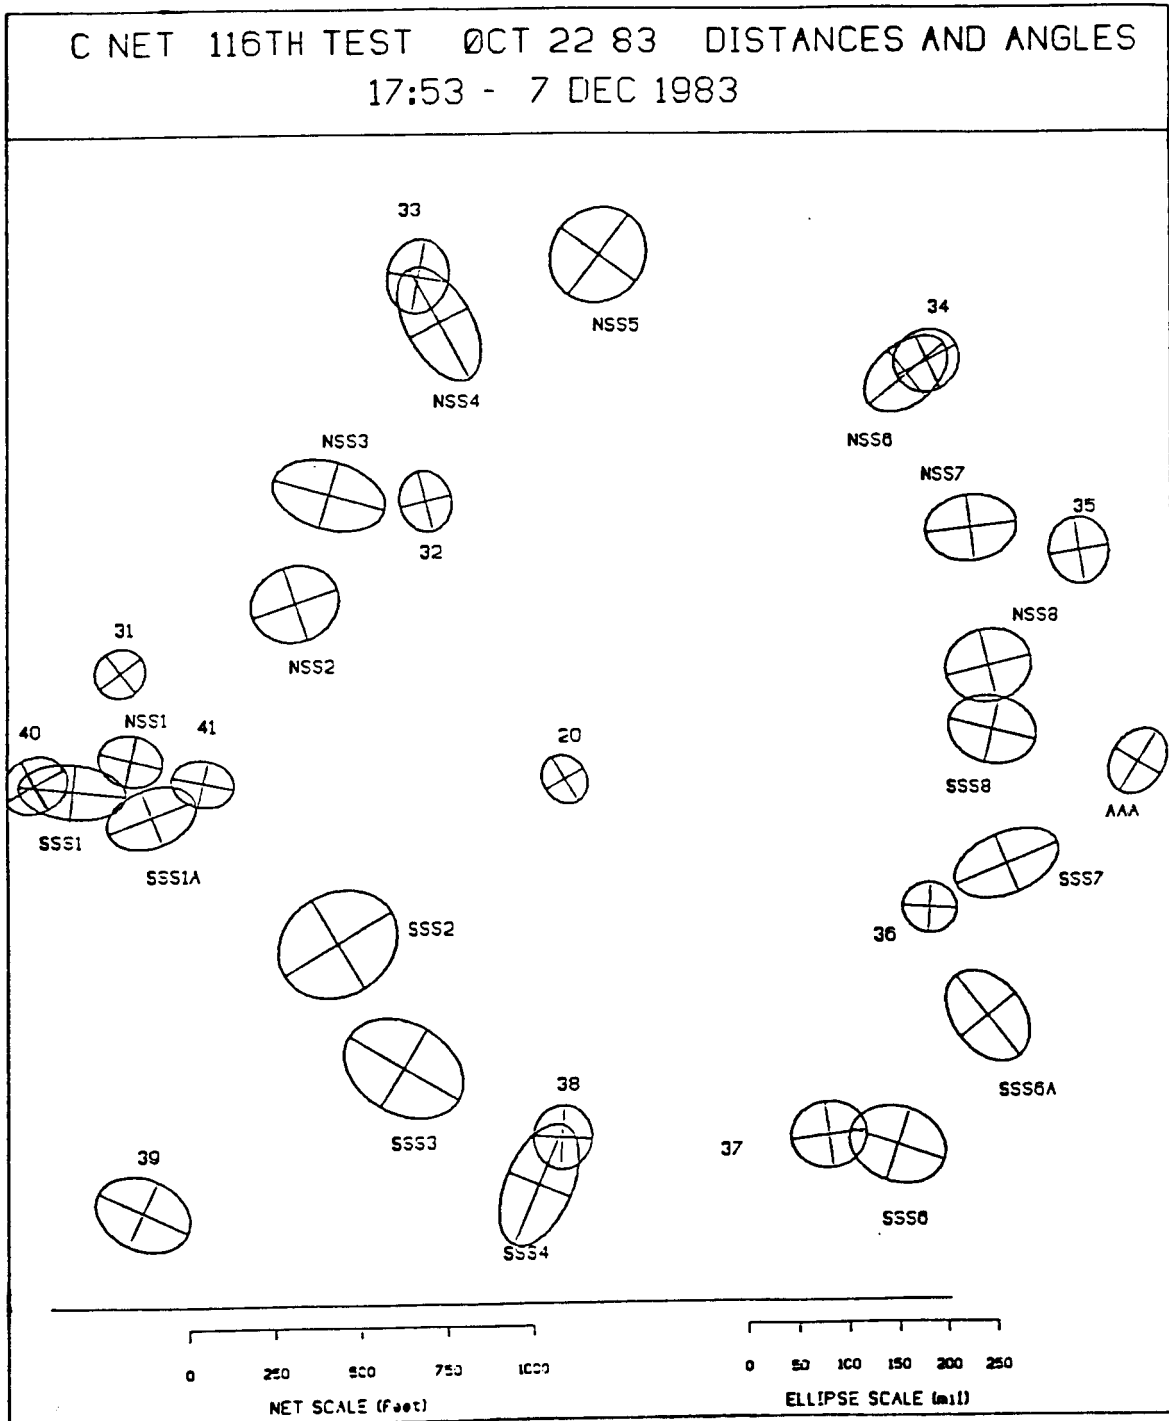 C NET 116TH TEST ØCT 22 83 DISTANCES AND ANGLES
17:53 - 7 DEC 1983
33
NSS5
34
NSS4
NSS6
NSS3
NSS7
35
32
31
NSS2
NSS8
40
NSS1
41
20
SSS8
AAA
SSS1
SSS1A
SSS7
SSS2
36
SSS6A
38
SSS3
37
39
SSS6
SSS4
0 250 500 750 1000
0 50 100 150 200 250
NET SCALE (Feet)
ELLIPSE SCALE (mil)